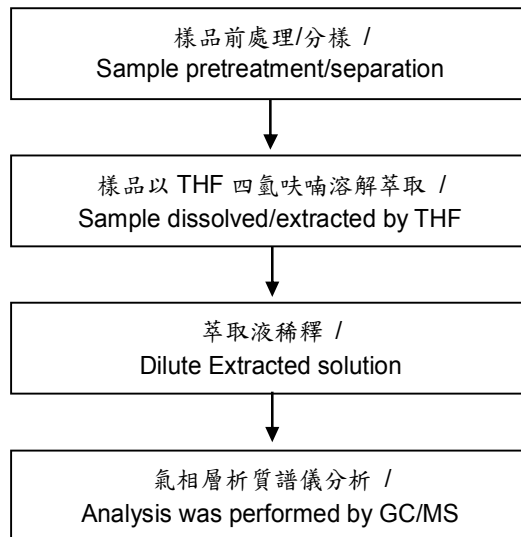 樣品前處理/分樣 /
Sample pretreatment/separation
樣品以 THF 四氫呋喃溶解萃取 /
Sample dissolved/extracted by THF
萃取液稀釋 /
Dilute Extracted solution
氣相層析質譜儀分析 /
Analysis was performed by GC/MS